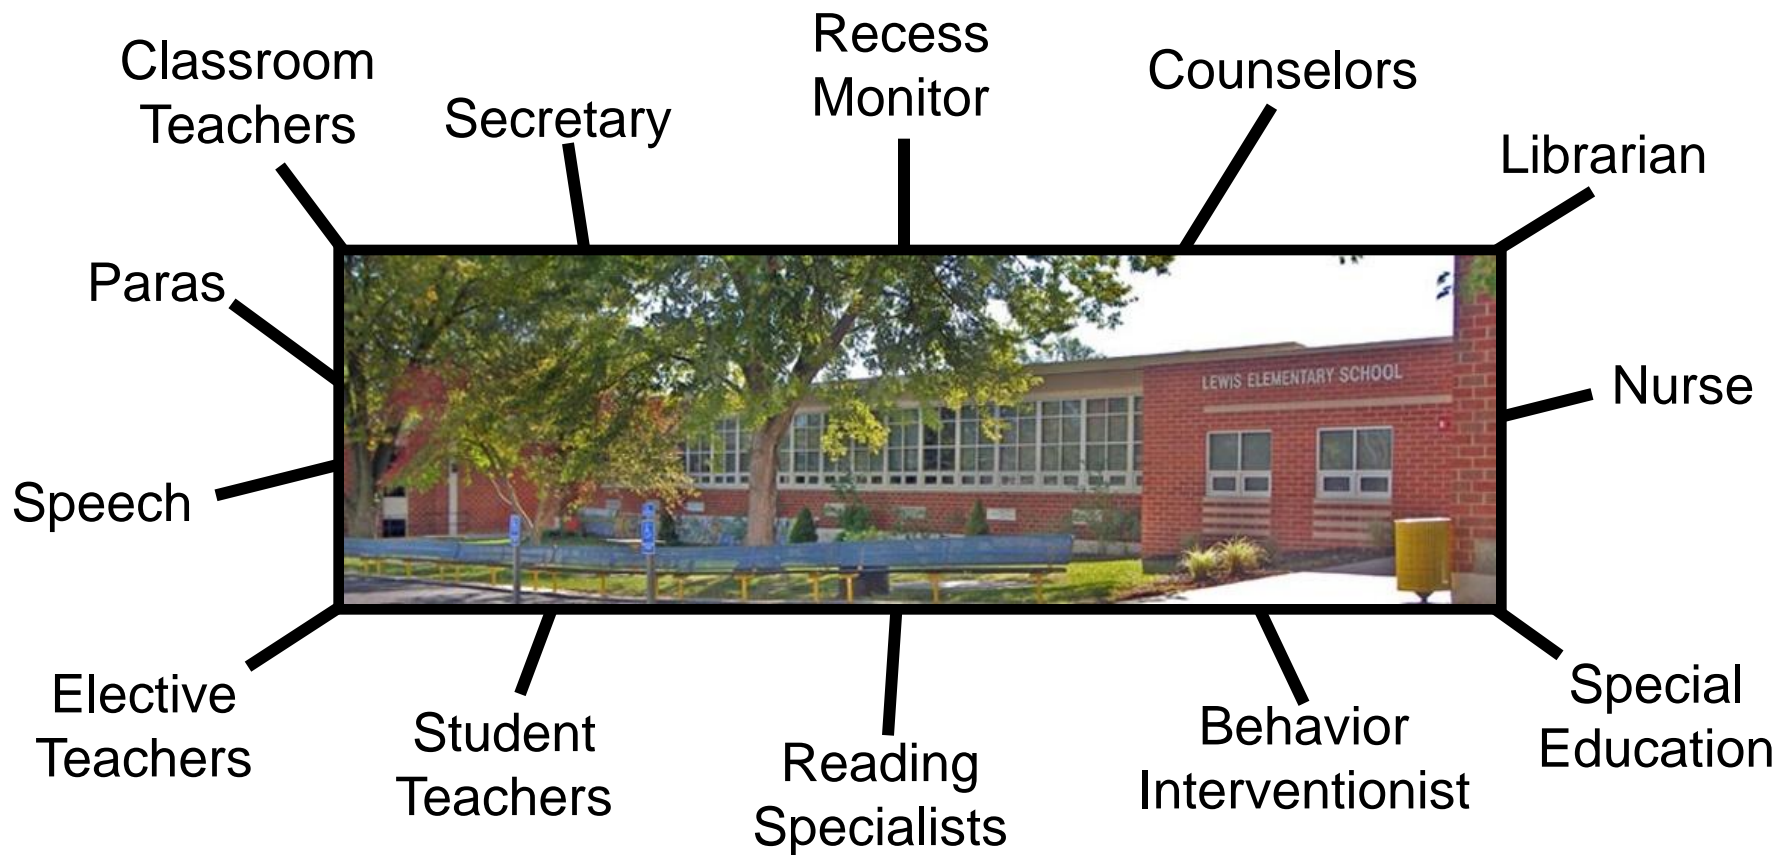 Classroom
Teachers
Secretary
Recess
Monitor
Counselors
Librarian
Paras
LEWIS ELEMENTARY SCHOOL
Nurse
Speech
Elective
Teachers
Student
Teachers
Reading
Specialists
Behavior
Interventionist
Special
Education